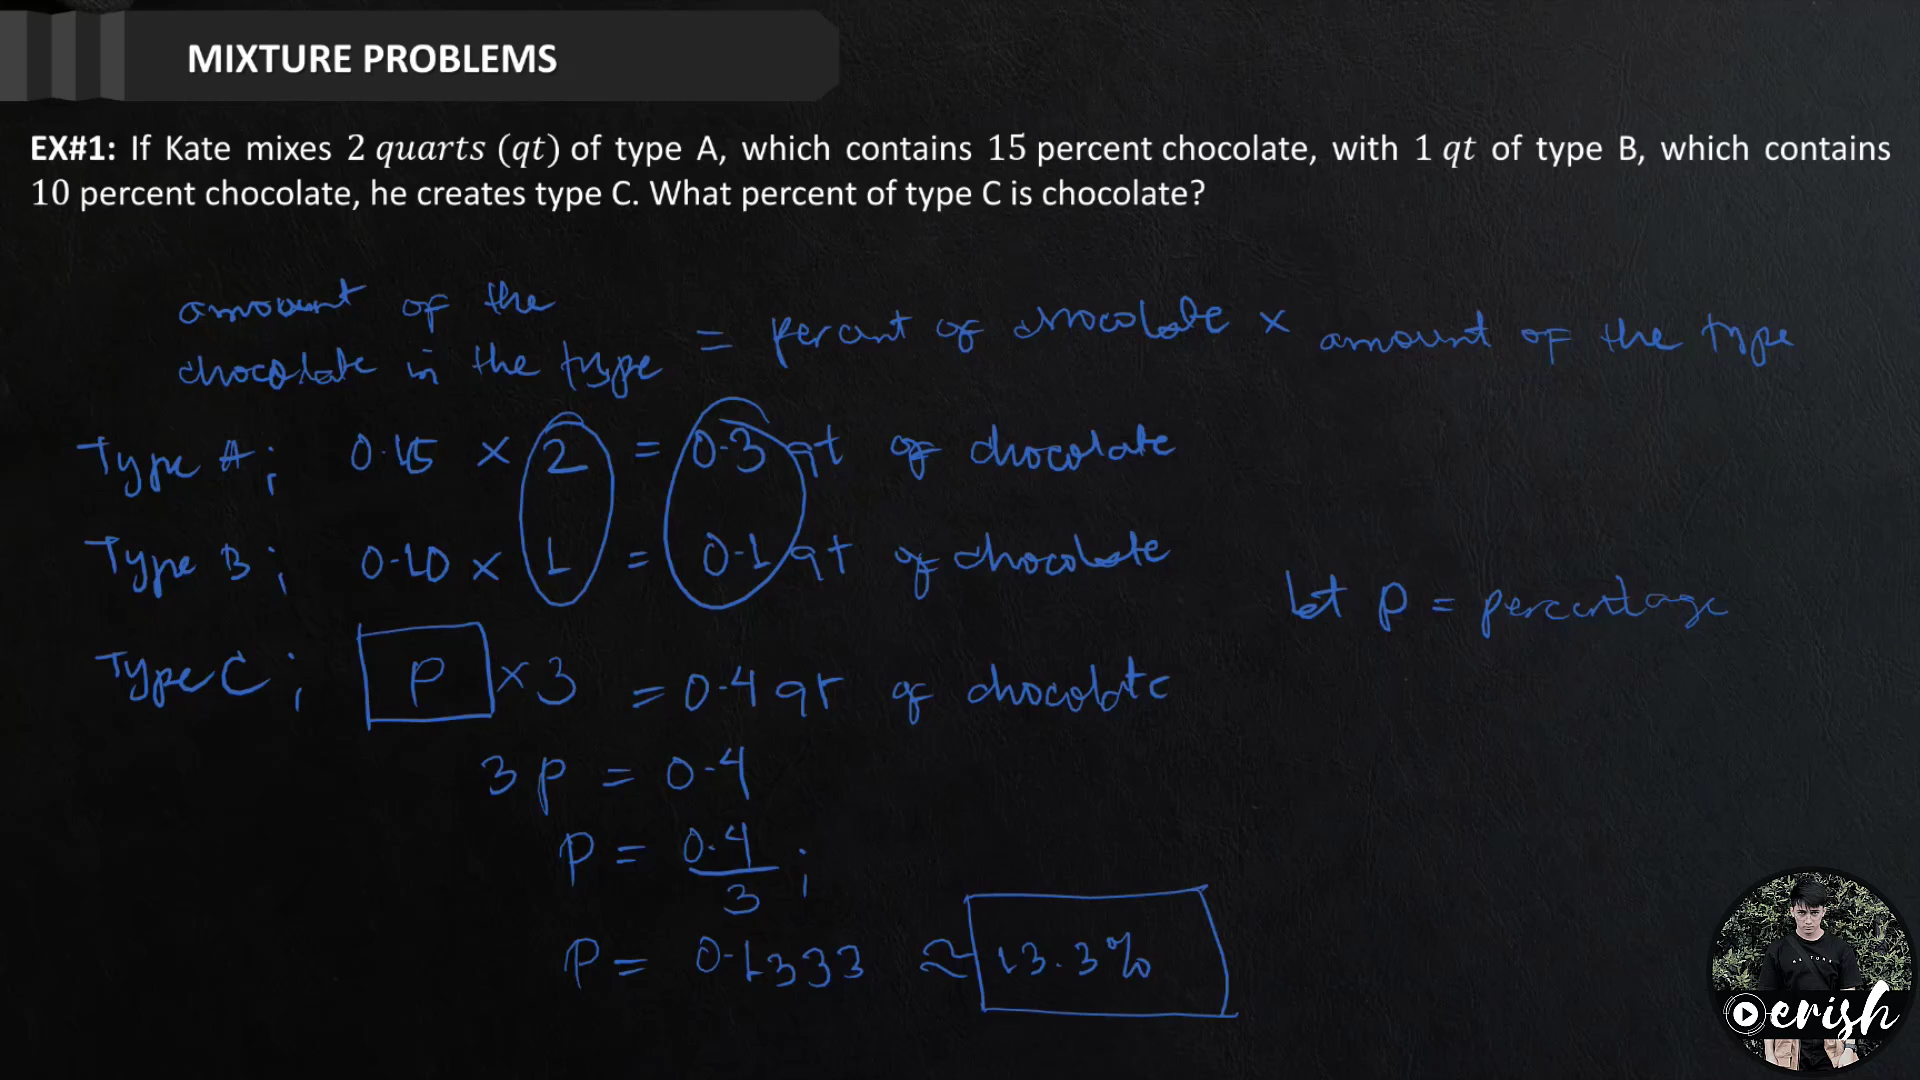 MIXTURE PROBLEMS
EX#1: If Kate mixes 2 quarts (qt) of type A, which contains 15 percent chocolate, with 1 qt of type B, which contains
10 percent chocolate, he creates type C. What percent of type C is chocolate?
amount of the
chocolate in the type = percent of chocolate × amount of the type
Type A; 0.15 × 2 = 0.3 qt of chocolate
Type B; 0.10 × 1 = 0.1 qt of chocolate
let p = percentage
Type C; P × 3 = 0.4 qt of chocolate
3p = 0.4
P = 0.4/3;
P = 0.1333 ≈ 13.3%
erish